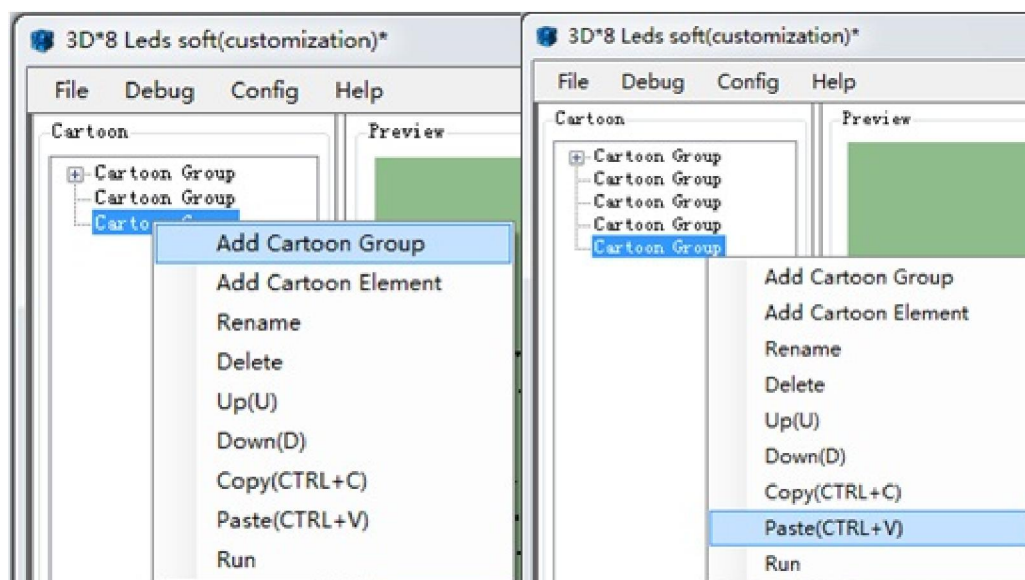 3D*8 Leds soft(customization)*
File Debug Config Help
Cartoon
Preview
Cartoon Group
Cartoon Group
Add Cartoon Group
Add Cartoon Element
Rename
Delete
Up(U)
Down(D)
Copy(CTRL+C)
Paste(CTRL+V)
Run
3D*8 Leds soft(customization)*
File Debug Config Help
Cartoon
Preview
Cartoon Group
Cartoon Group
Cartoon Group
Cartoon Group
Cartoon Group
Add Cartoon Group
Add Cartoon Element
Rename
Delete
Up(U)
Down(D)
Copy(CTRL+C)
Paste(CTRL+V)
Run